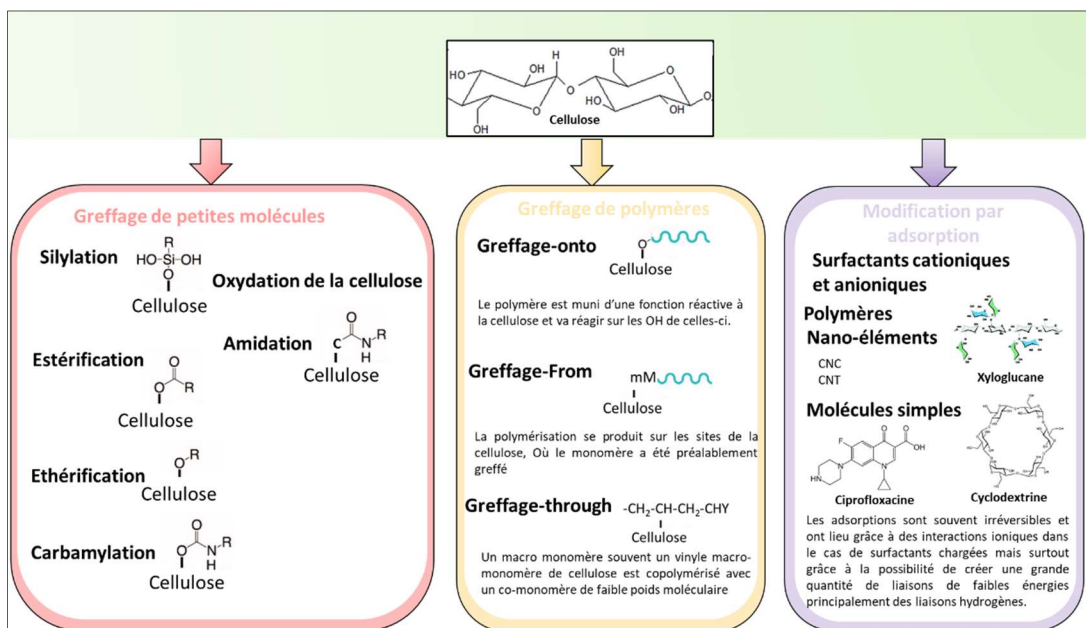 HO
OH
H
OH
O
O
HO
OH
O
OH
O
Cellulose
Greffage de petites molécules
Silylation
R
HO-Si-OH
O
Cellulose
Oxydation de la cellulose
Estérification
O
O
R
Cellulose
Amidation
O
C
N
R
H
Cellulose
Ethérification
O
R
Cellulose
Carbamylation
O
O
N
R
H
Cellulose
Greffage de polymères
Greffage-onto
O
Cellulose
Le polymère est muni d’une fonction réactive à
la cellulose et va réagir sur les OH de celles-ci.
Greffage-From
mM
Cellulose
La polymérisation se produit sur les sites de la
cellulose, Où le monomère a été préalablement
greffé
Greffage-through
-CH₂-CH-CH₂-CHY
Cellulose
Un macro monomère souvent un vinyle macro-
monomère de cellulose est copolymérisé avec
un co-monomère de faible poids moléculaire
Modification par
adsorption
Surfactants cationiques
et anioniques
Polymères
Nano-éléments
CNC
CNT
Xyloglucane
Molécules simples
F
O
O
OH
N
N
HN
Ciprofloxacine
Cyclodextrine
Les adsorptions sont souvent irréversibles et
ont lieu grâce à des interactions ioniques dans
le cas de surfactants chargées mais surtout
grâce à la possibilité de créer une grande
quantité de liaisons de faibles énergies
principalement des liaisons hydrogènes.